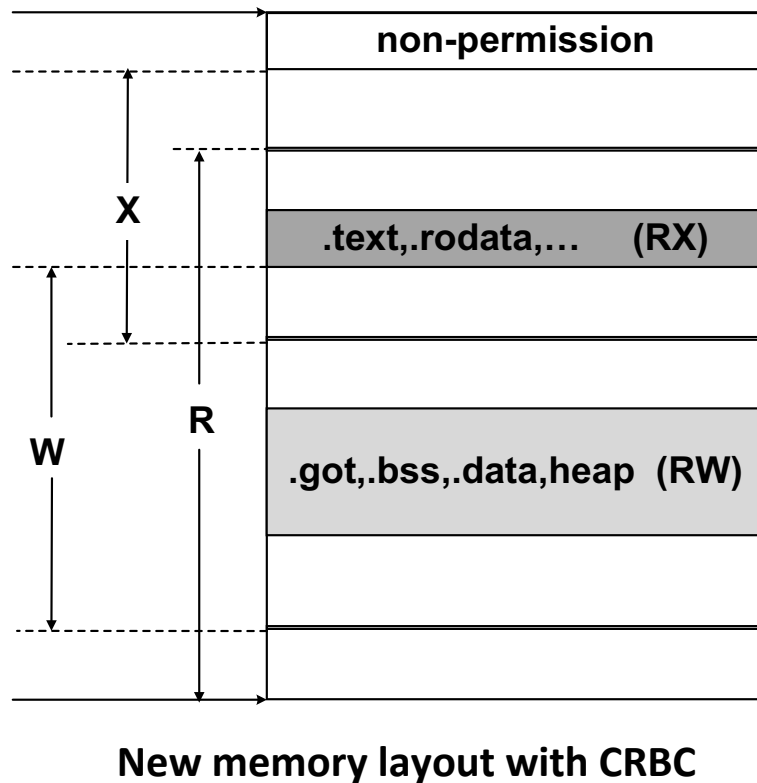 non-permission
X
.text,.rodata,… (RX)
R
W
.got,.bss,.data,heap (RW)
New memory layout with CRBC